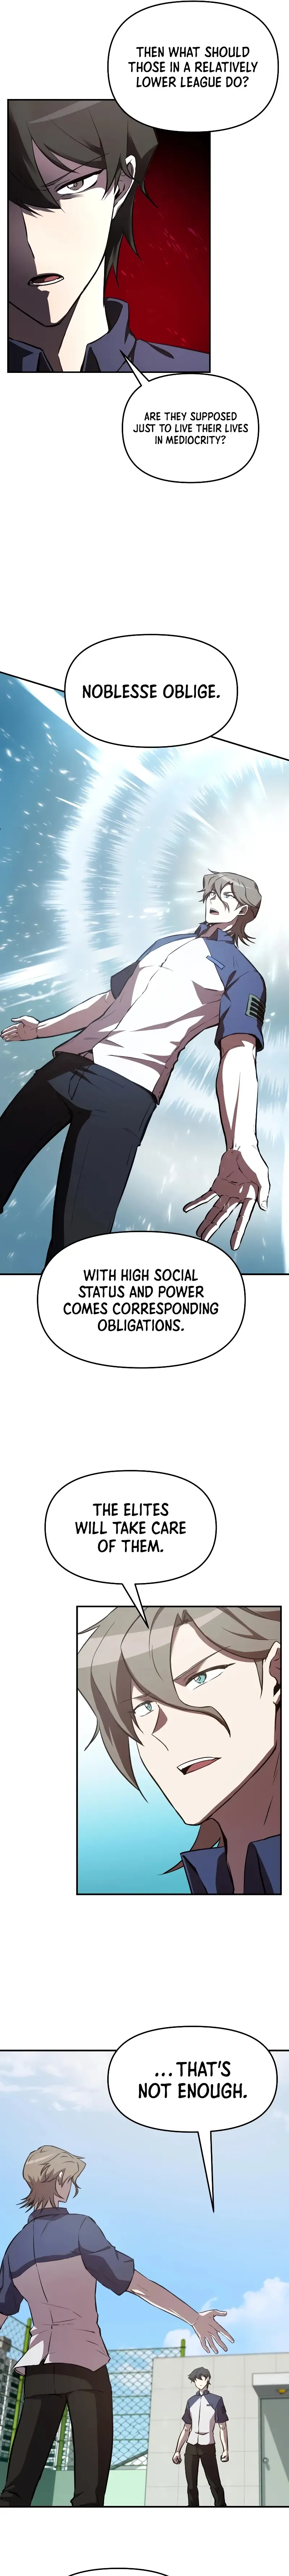 THEN WHAT SHOULD
THOSE IN A RELATIVELY
LOWER LEAGUE DO?
ARE THEY SUPPOSED
JUST TO LIVE THEIR LIVES
IN MEDIOCRITY?
NOBLESSE OBLIGE.
WITH HIGH SOCIAL
STATUS AND POWER
COMES CORRESPONDING
OBLIGATIONS.
THE ELITES
WILL TAKE CARE
OF THEM.
...THAT'S
NOT ENOUGH.